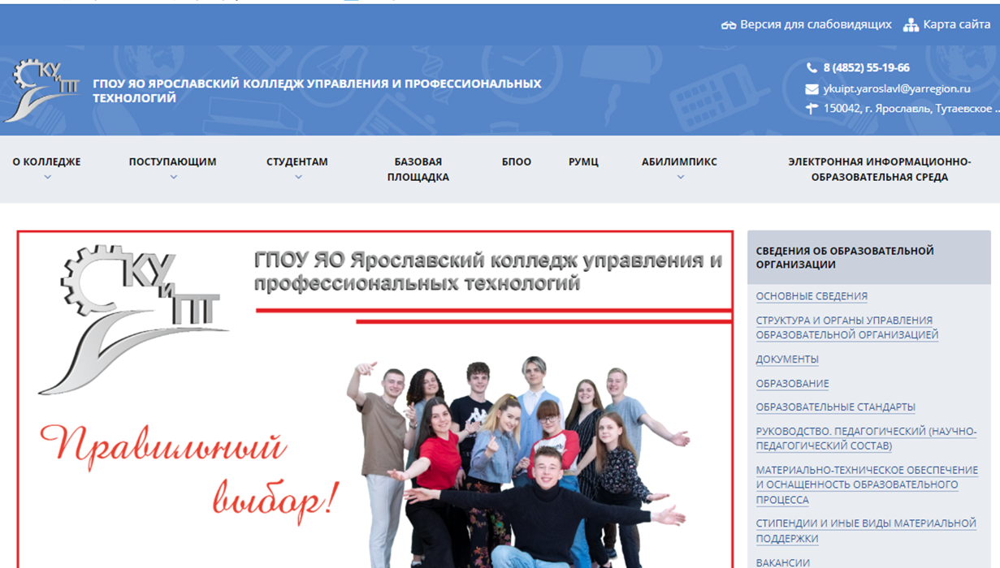 Версия для слабовидящих
Карта сайта
СКУ
и
ПТ
ГПОУ ЯО ЯРОСЛАВСКИЙ КОЛЛЕДЖ УПРАВЛЕНИЯ И ПРОФЕССИОНАЛЬНЫХ
ТЕХНОЛОГИЙ
8 (4852) 55-19-66
ykuipt.yaroslavl@yarregion.ru
150042, г. Ярославль, Тутаевское ...
О КОЛЛЕДЖЕ
ПОСТУПАЮЩИМ
СТУДЕНТАМ
БАЗОВАЯ
ПЛОЩАДКА
БПОО
РУМЦ
АБИЛИМПИКС
ЭЛЕКТРОННАЯ ИНФОРМАЦИОННО-
ОБРАЗОВАТЕЛЬНАЯ СРЕДА
СКУ
и
ПТ
ГПОУ ЯО Ярославский колледж управления и
профессиональных технологий
Правильный
выбор!
СВЕДЕНИЯ ОБ ОБРАЗОВАТЕЛЬНОЙ
ОРГАНИЗАЦИИ
ОСНОВНЫЕ СВЕДЕНИЯ
СТРУКТУРА И ОРГАНЫ УПРАВЛЕНИЯ
ОБРАЗОВАТЕЛЬНОЙ ОРГАНИЗАЦИЕЙ
ДОКУМЕНТЫ
ОБРАЗОВАНИЕ
ОБРАЗОВАТЕЛЬНЫЕ СТАНДАРТЫ
РУКОВОДСТВО. ПЕДАГОГИЧЕСКИЙ (НАУЧНО-
ПЕДАГОГИЧЕСКИЙ СОСТАВ)
МАТЕРИАЛЬНО-ТЕХНИЧЕСКОЕ ОБЕСПЕЧЕНИЕ
И ОСНАЩЕННОСТЬ ОБРАЗОВАТЕЛЬНОГО
ПРОЦЕССА
СТИПЕНДИИ И ИНЫЕ ВИДЫ МАТЕРИАЛЬНОЙ
ПОДДЕРЖКИ
ВАКАНСИИ